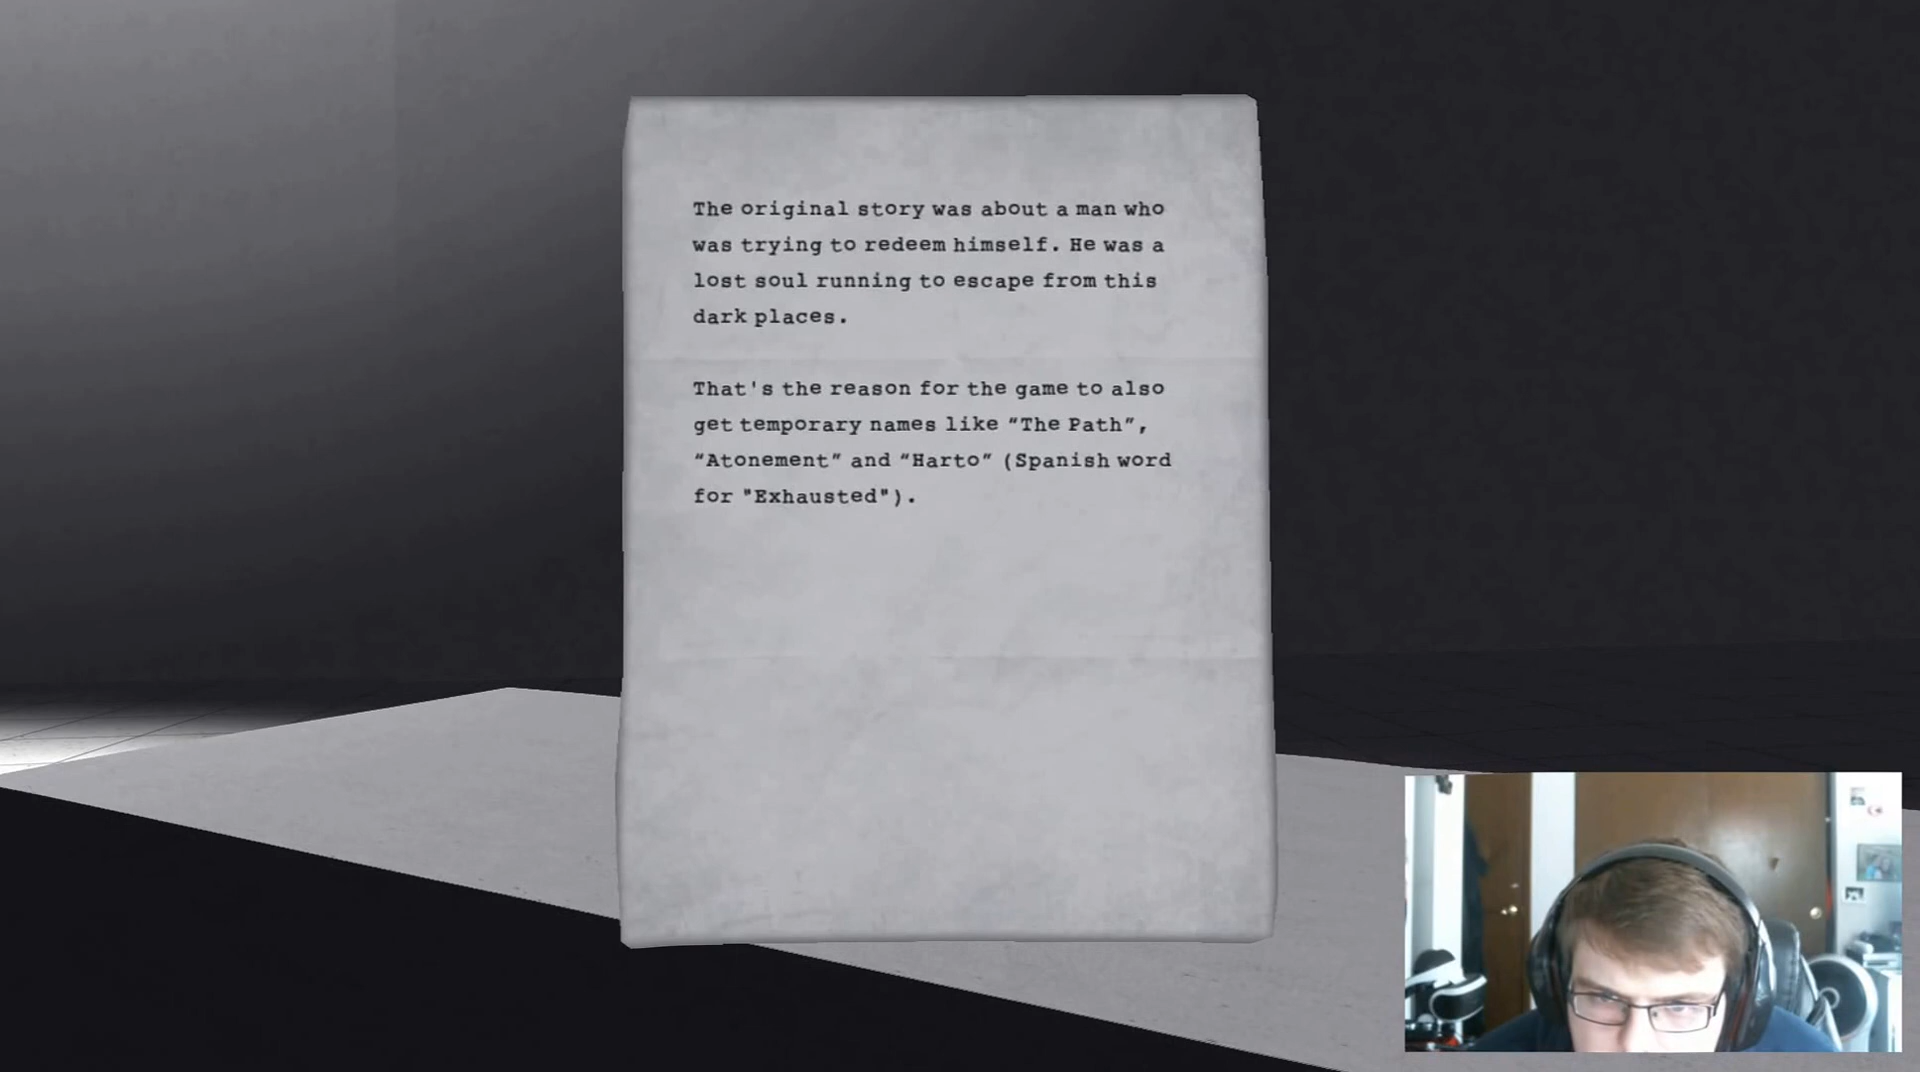 The original story was about a man who
was trying to redeem himself. He was a
lost soul running to escape from this
dark places.
That's the reason for the game to also
get temporary names like “The Path”,
“Atonement” and “Harto” (Spanish word
for "Exhausted").